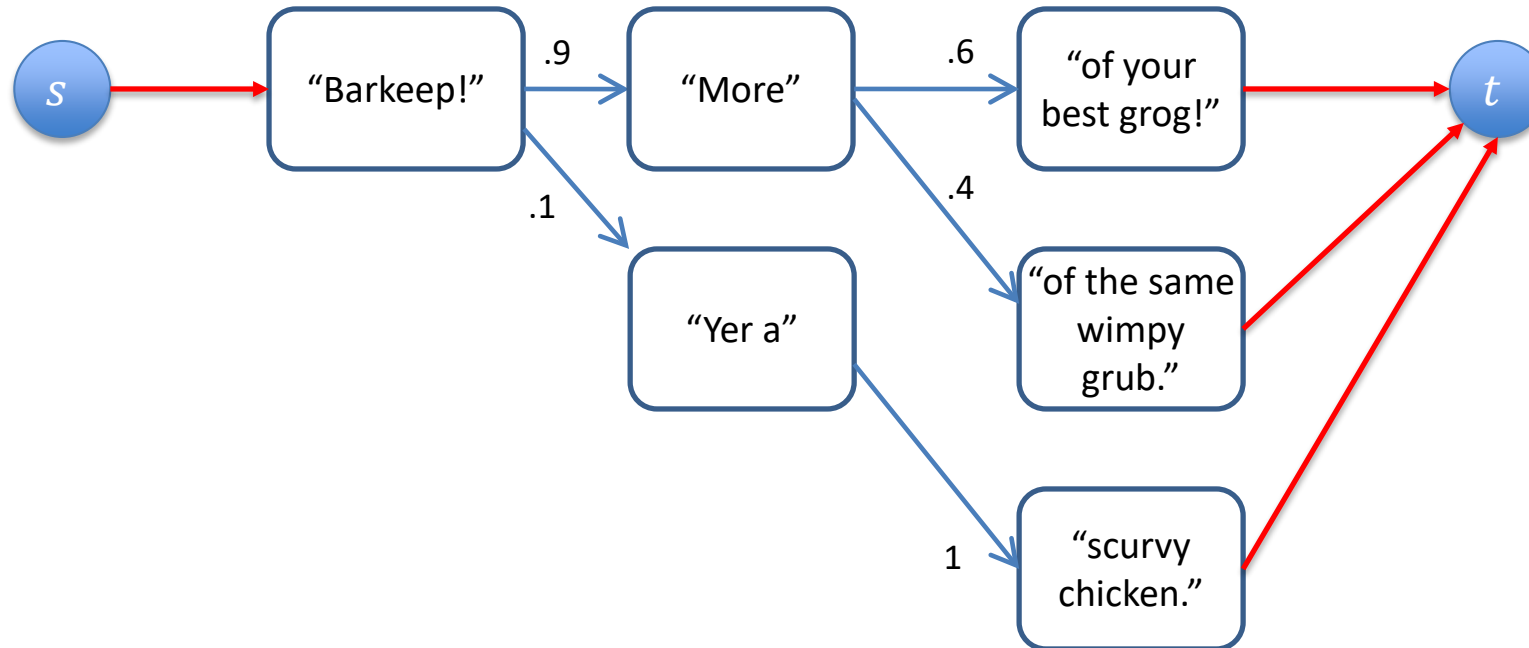 s
“Barkeep!”
.9
“More”
.6
“of your
best grog!”
t
.1
.4
“Yer a”
“of the same
wimpy
grub.”
1
“scurvy
chicken.”